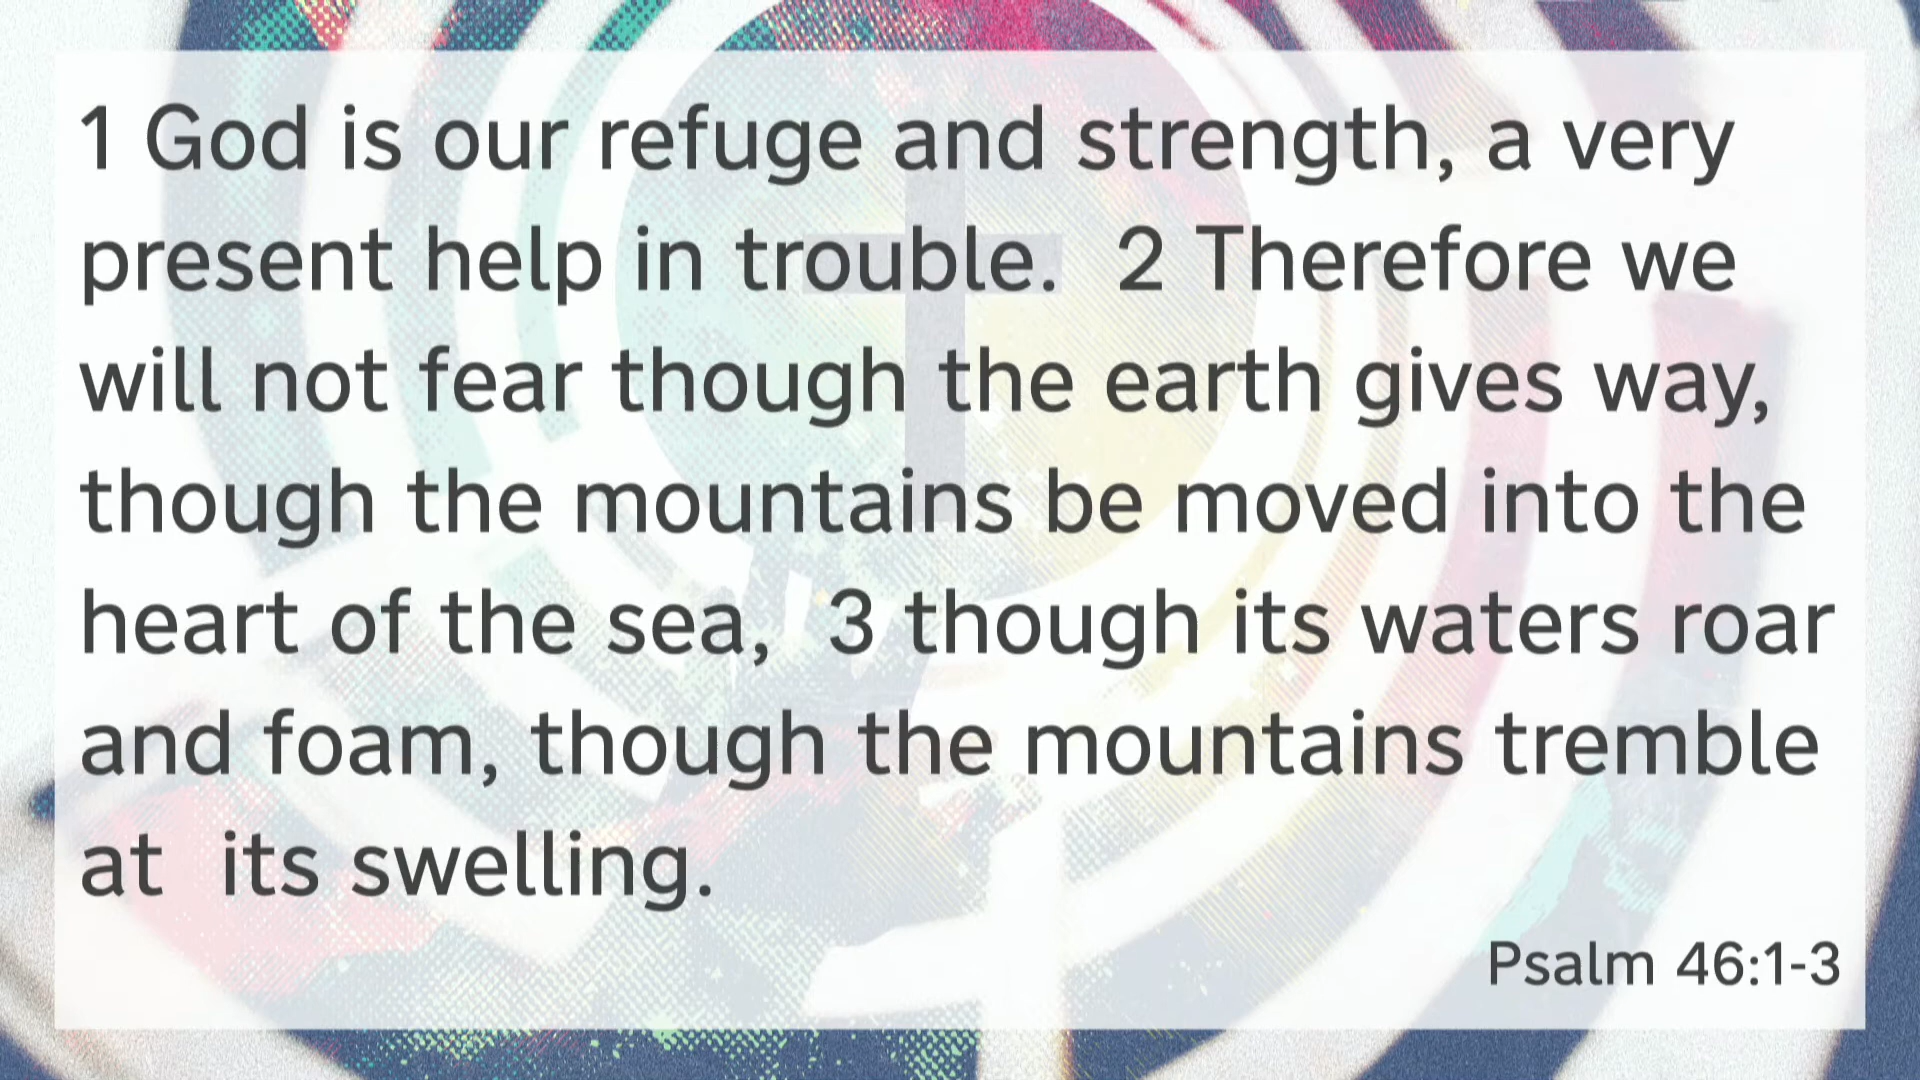 1 God is our refuge and strength, a very
present help in trouble.  2 Therefore we
will not fear though the earth gives way,
though the mountains be moved into the
heart of the sea,  3 though its waters roar
and foam, though the mountains tremble
at  its swelling.
Psalm 46:1-3